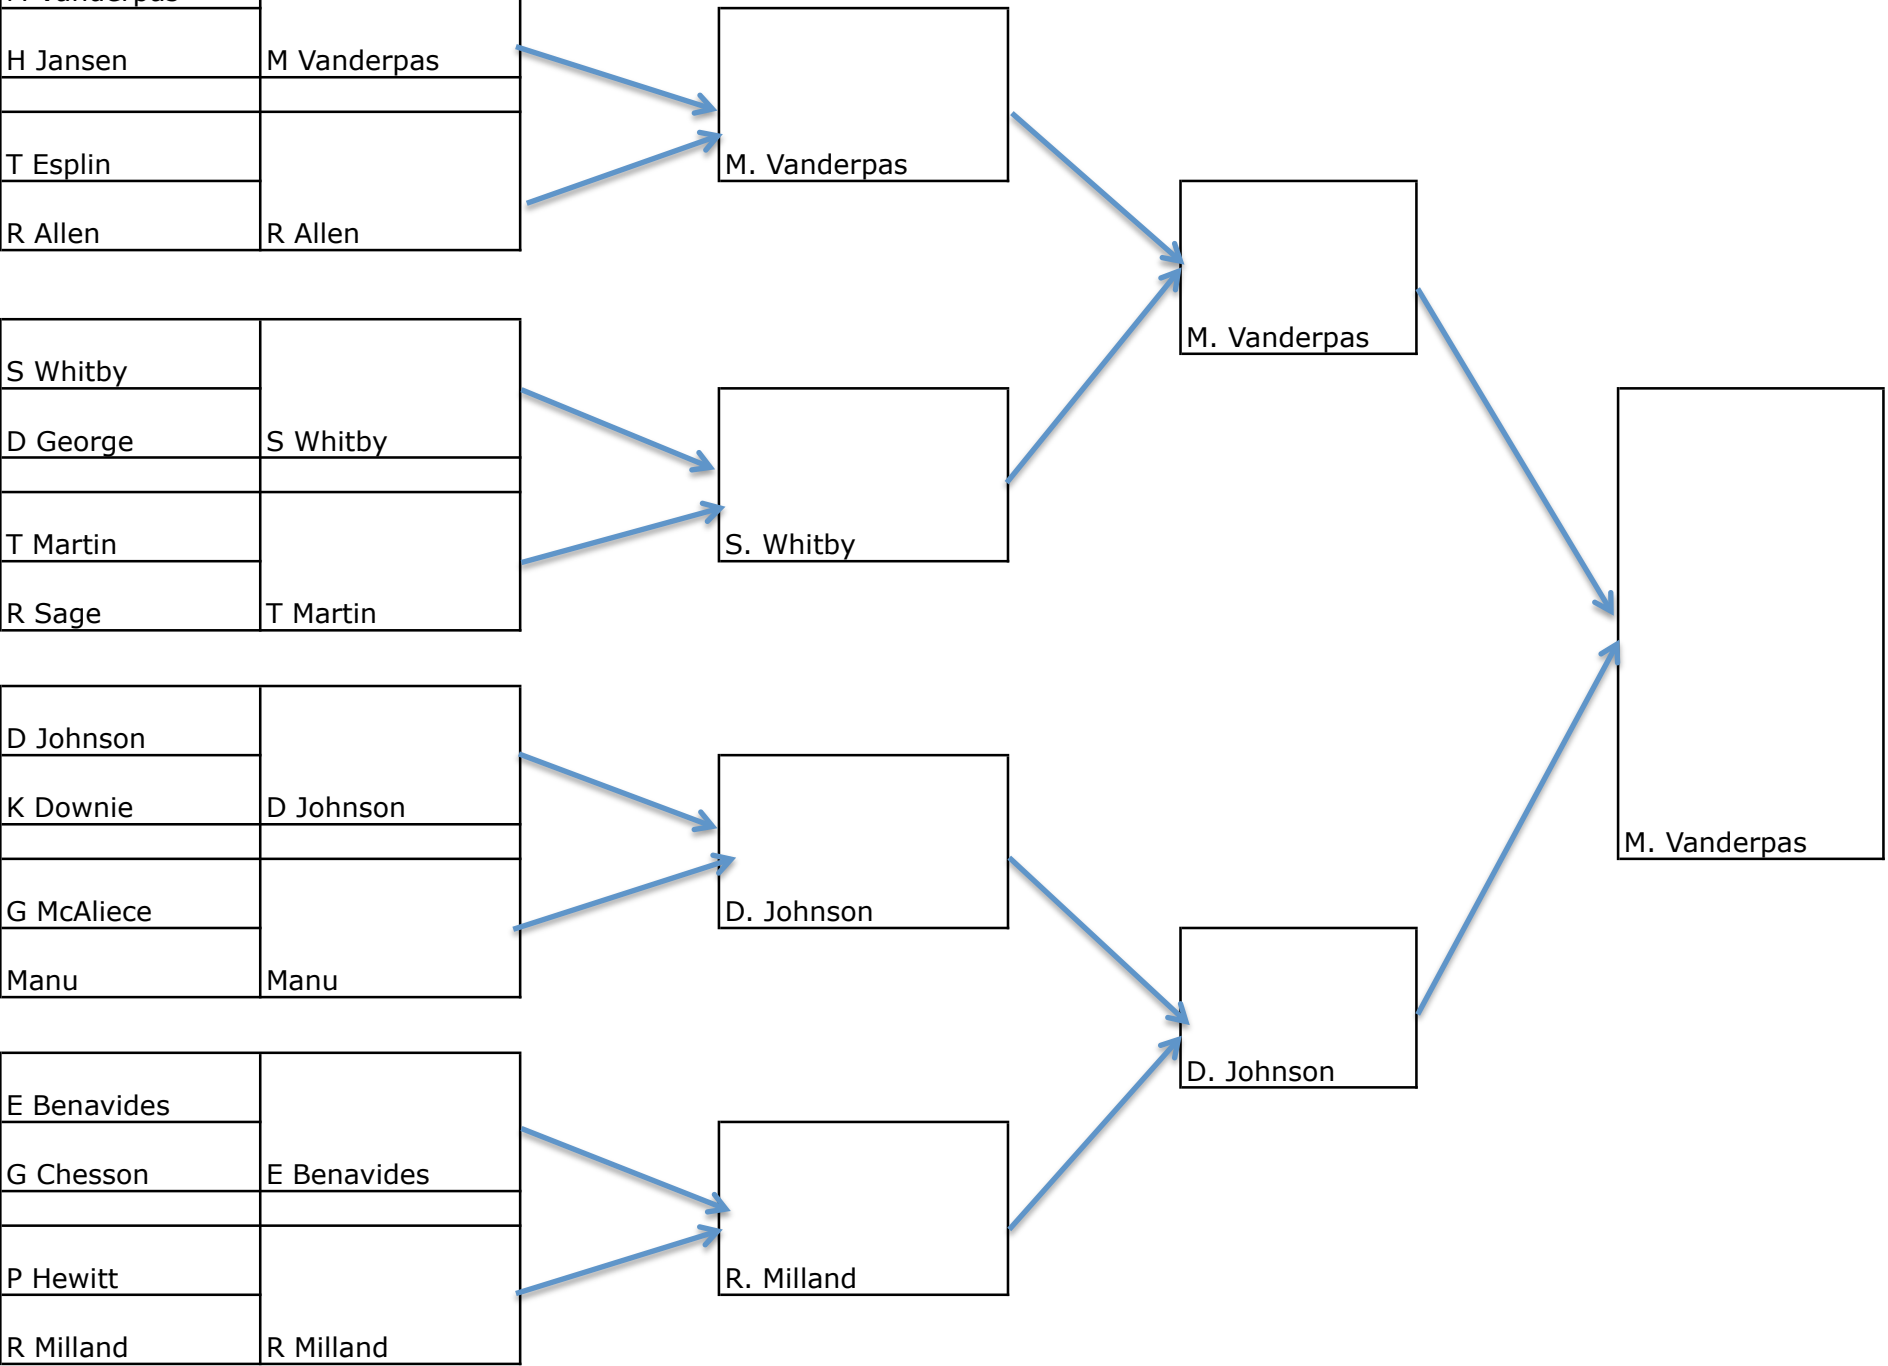 H Jansen
M Vanderpas
T Esplin
R Allen
R Allen
M. Vanderpas
M. Vanderpas
S Whitby
D George
S Whitby
T Martin
R Sage
T Martin
S. Whitby
D Johnson
K Downie
D Johnson
G McAliece
Manu
Manu
D. Johnson
M. Vanderpas
D. Johnson
E Benavides
G Chesson
E Benavides
P Hewitt
R Milland
R Milland
R. Milland